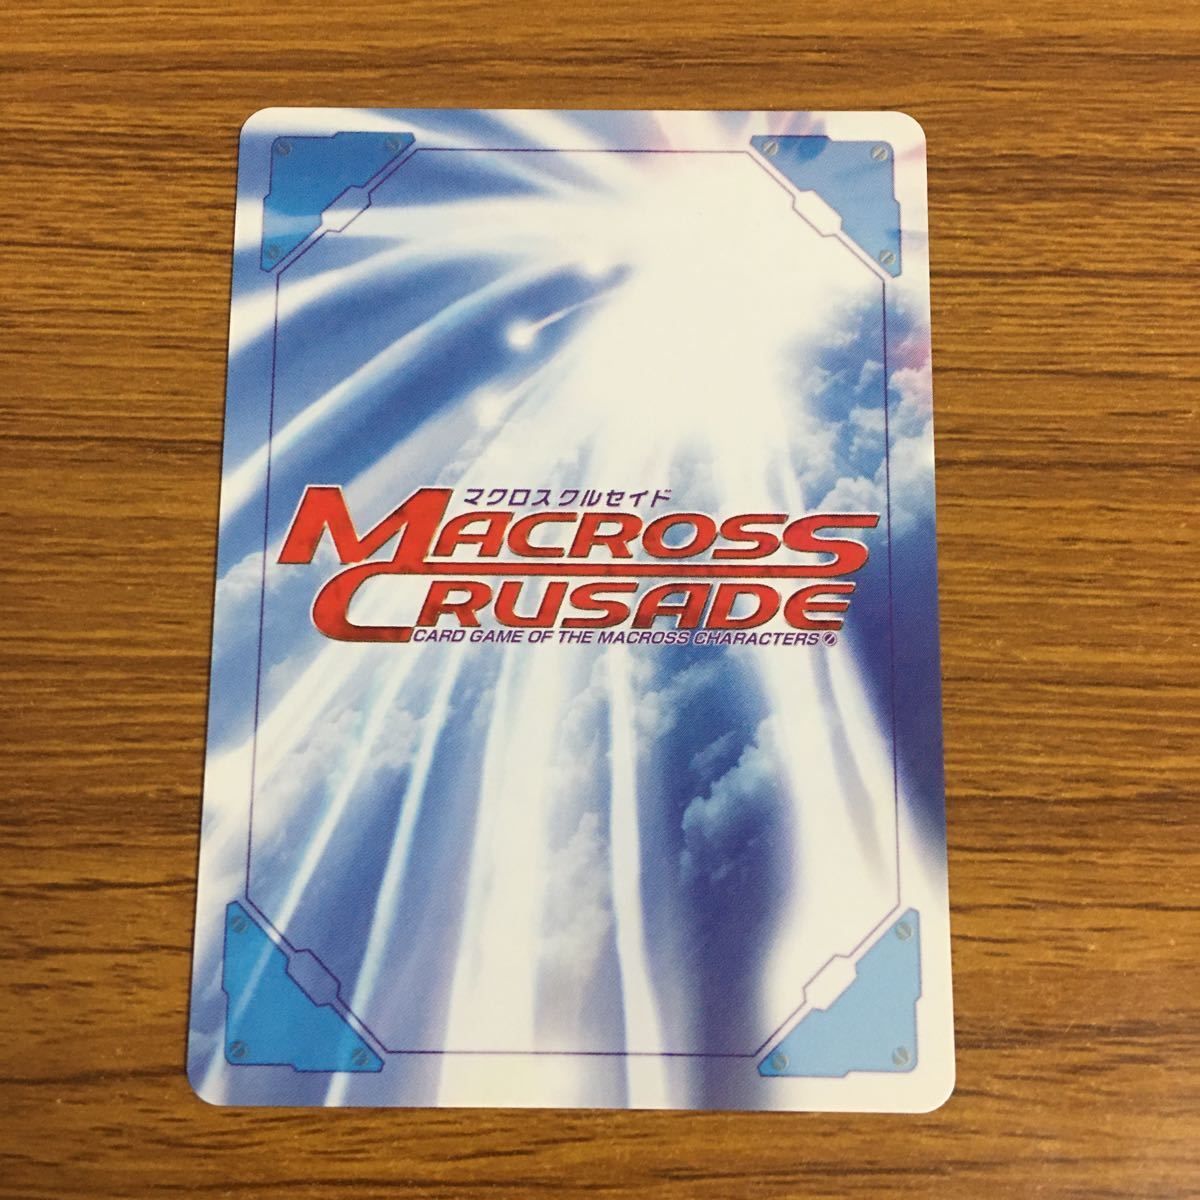 マクロスクルセイド
MACROSS
CRUSADE
CARD GAME OF THE MACROSS CHARACTERS